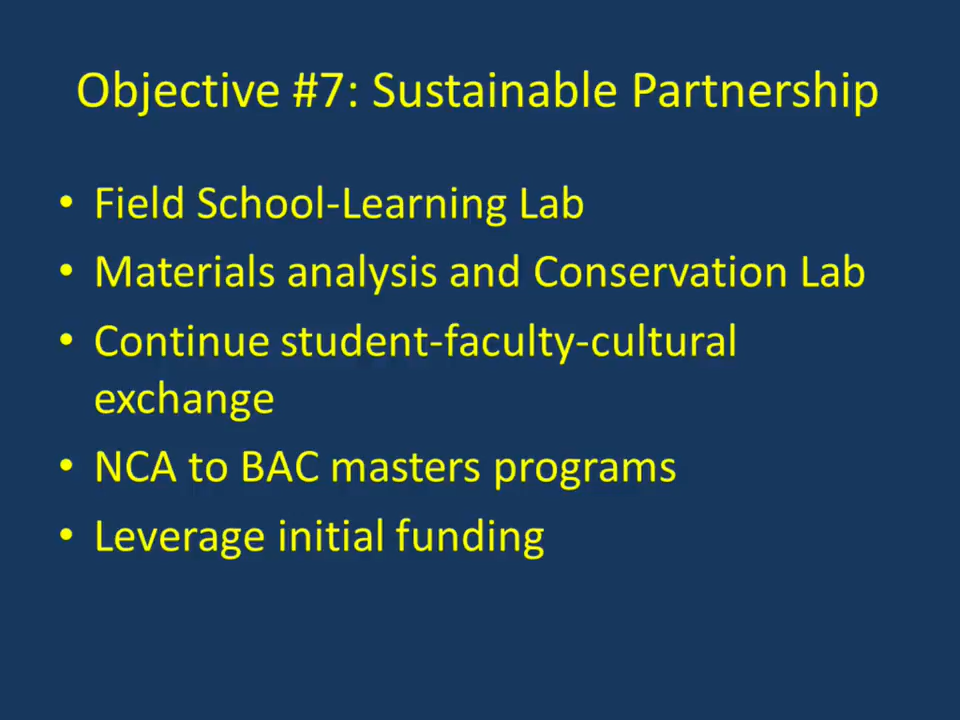 Objective #7: Sustainable Partnership
• Field School-Learning Lab
• Materials analysis and Conservation Lab
• Continue student-faculty-cultural
exchange
• NCA to BAC masters programs
• Leverage initial funding